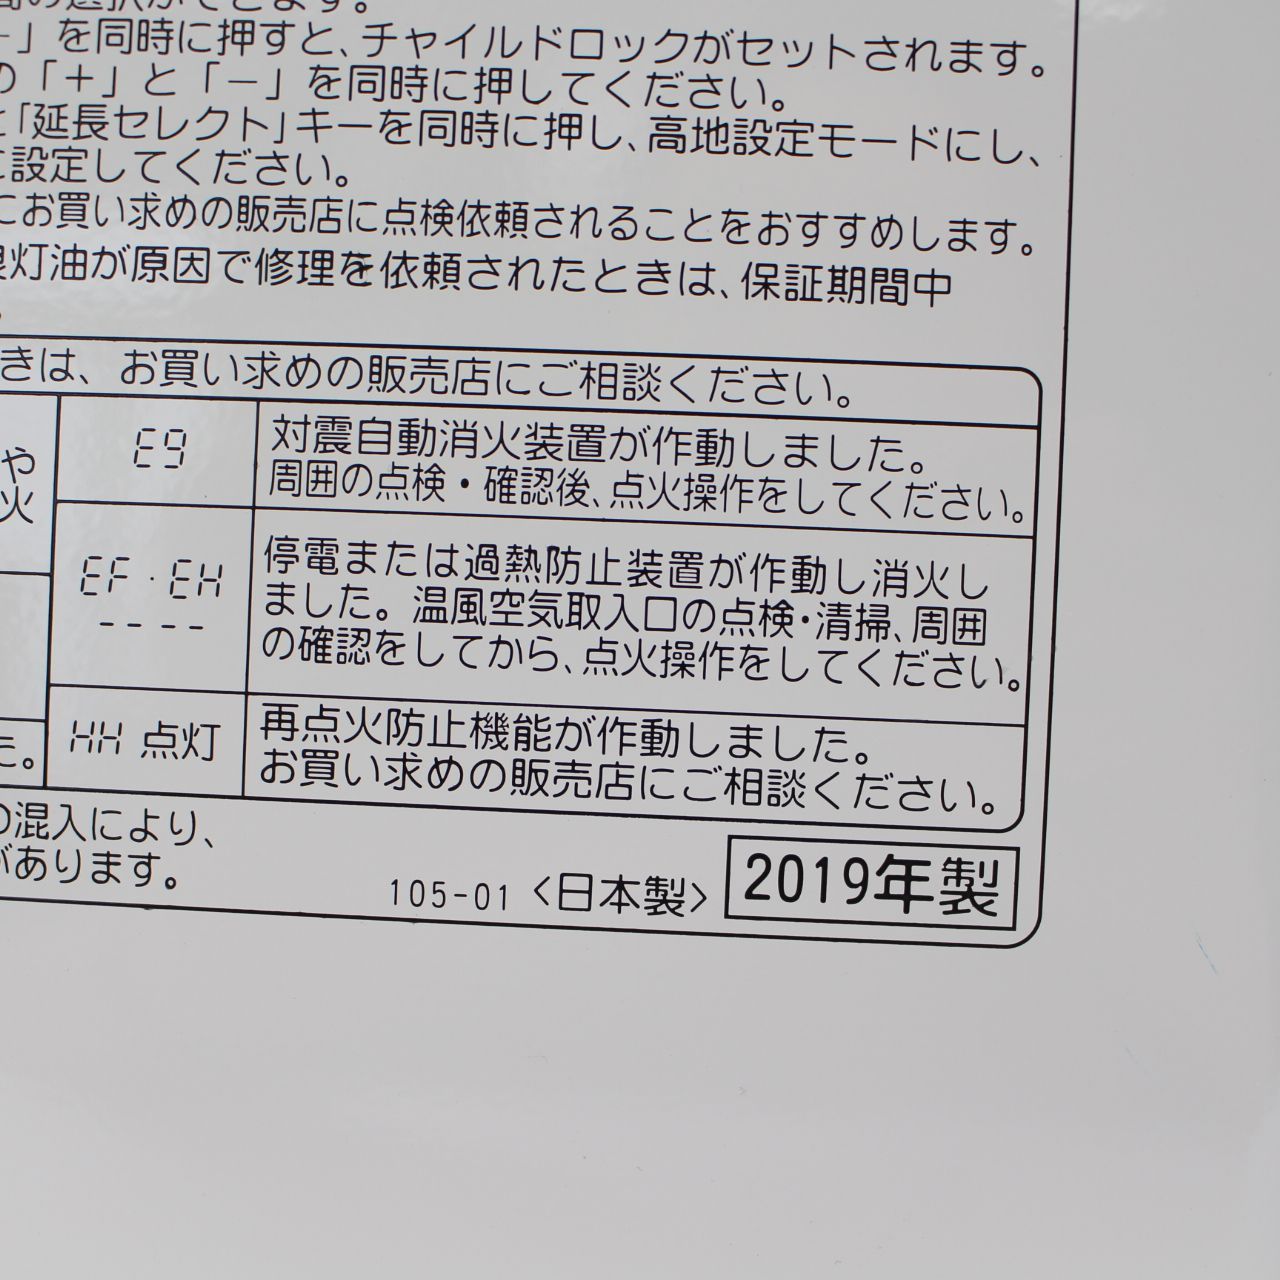 の選択ができます。
－」を同時に押すと、チャイルドロックがセットされます。
の「＋」と「－」を同時に押してください。
に「延長セレクト」キーを同時に押し、高地設定モードにし、
に設定してください。
にお買い求めの販売店に点検依頼されることをおすすめします。
灯油が原因で修理を依頼されたときは、保証期間中
きは、お買い求めの販売店にご相談ください。
や
火
E9
対震自動消火装置が作動しました。
周囲の点検・確認後、点火操作をしてください。
EF・EH
----
停電または過熱防止装置が作動し消火し
ました。温風空気取入口の点検・清掃、周囲
の確認をしてから、点火操作をしてください。
た。
HH 点灯
再点火防止機能が作動しました。
お買い求めの販売店にご相談ください。
の混入により、
があります。
105-01 〈日本製〉 2019年製